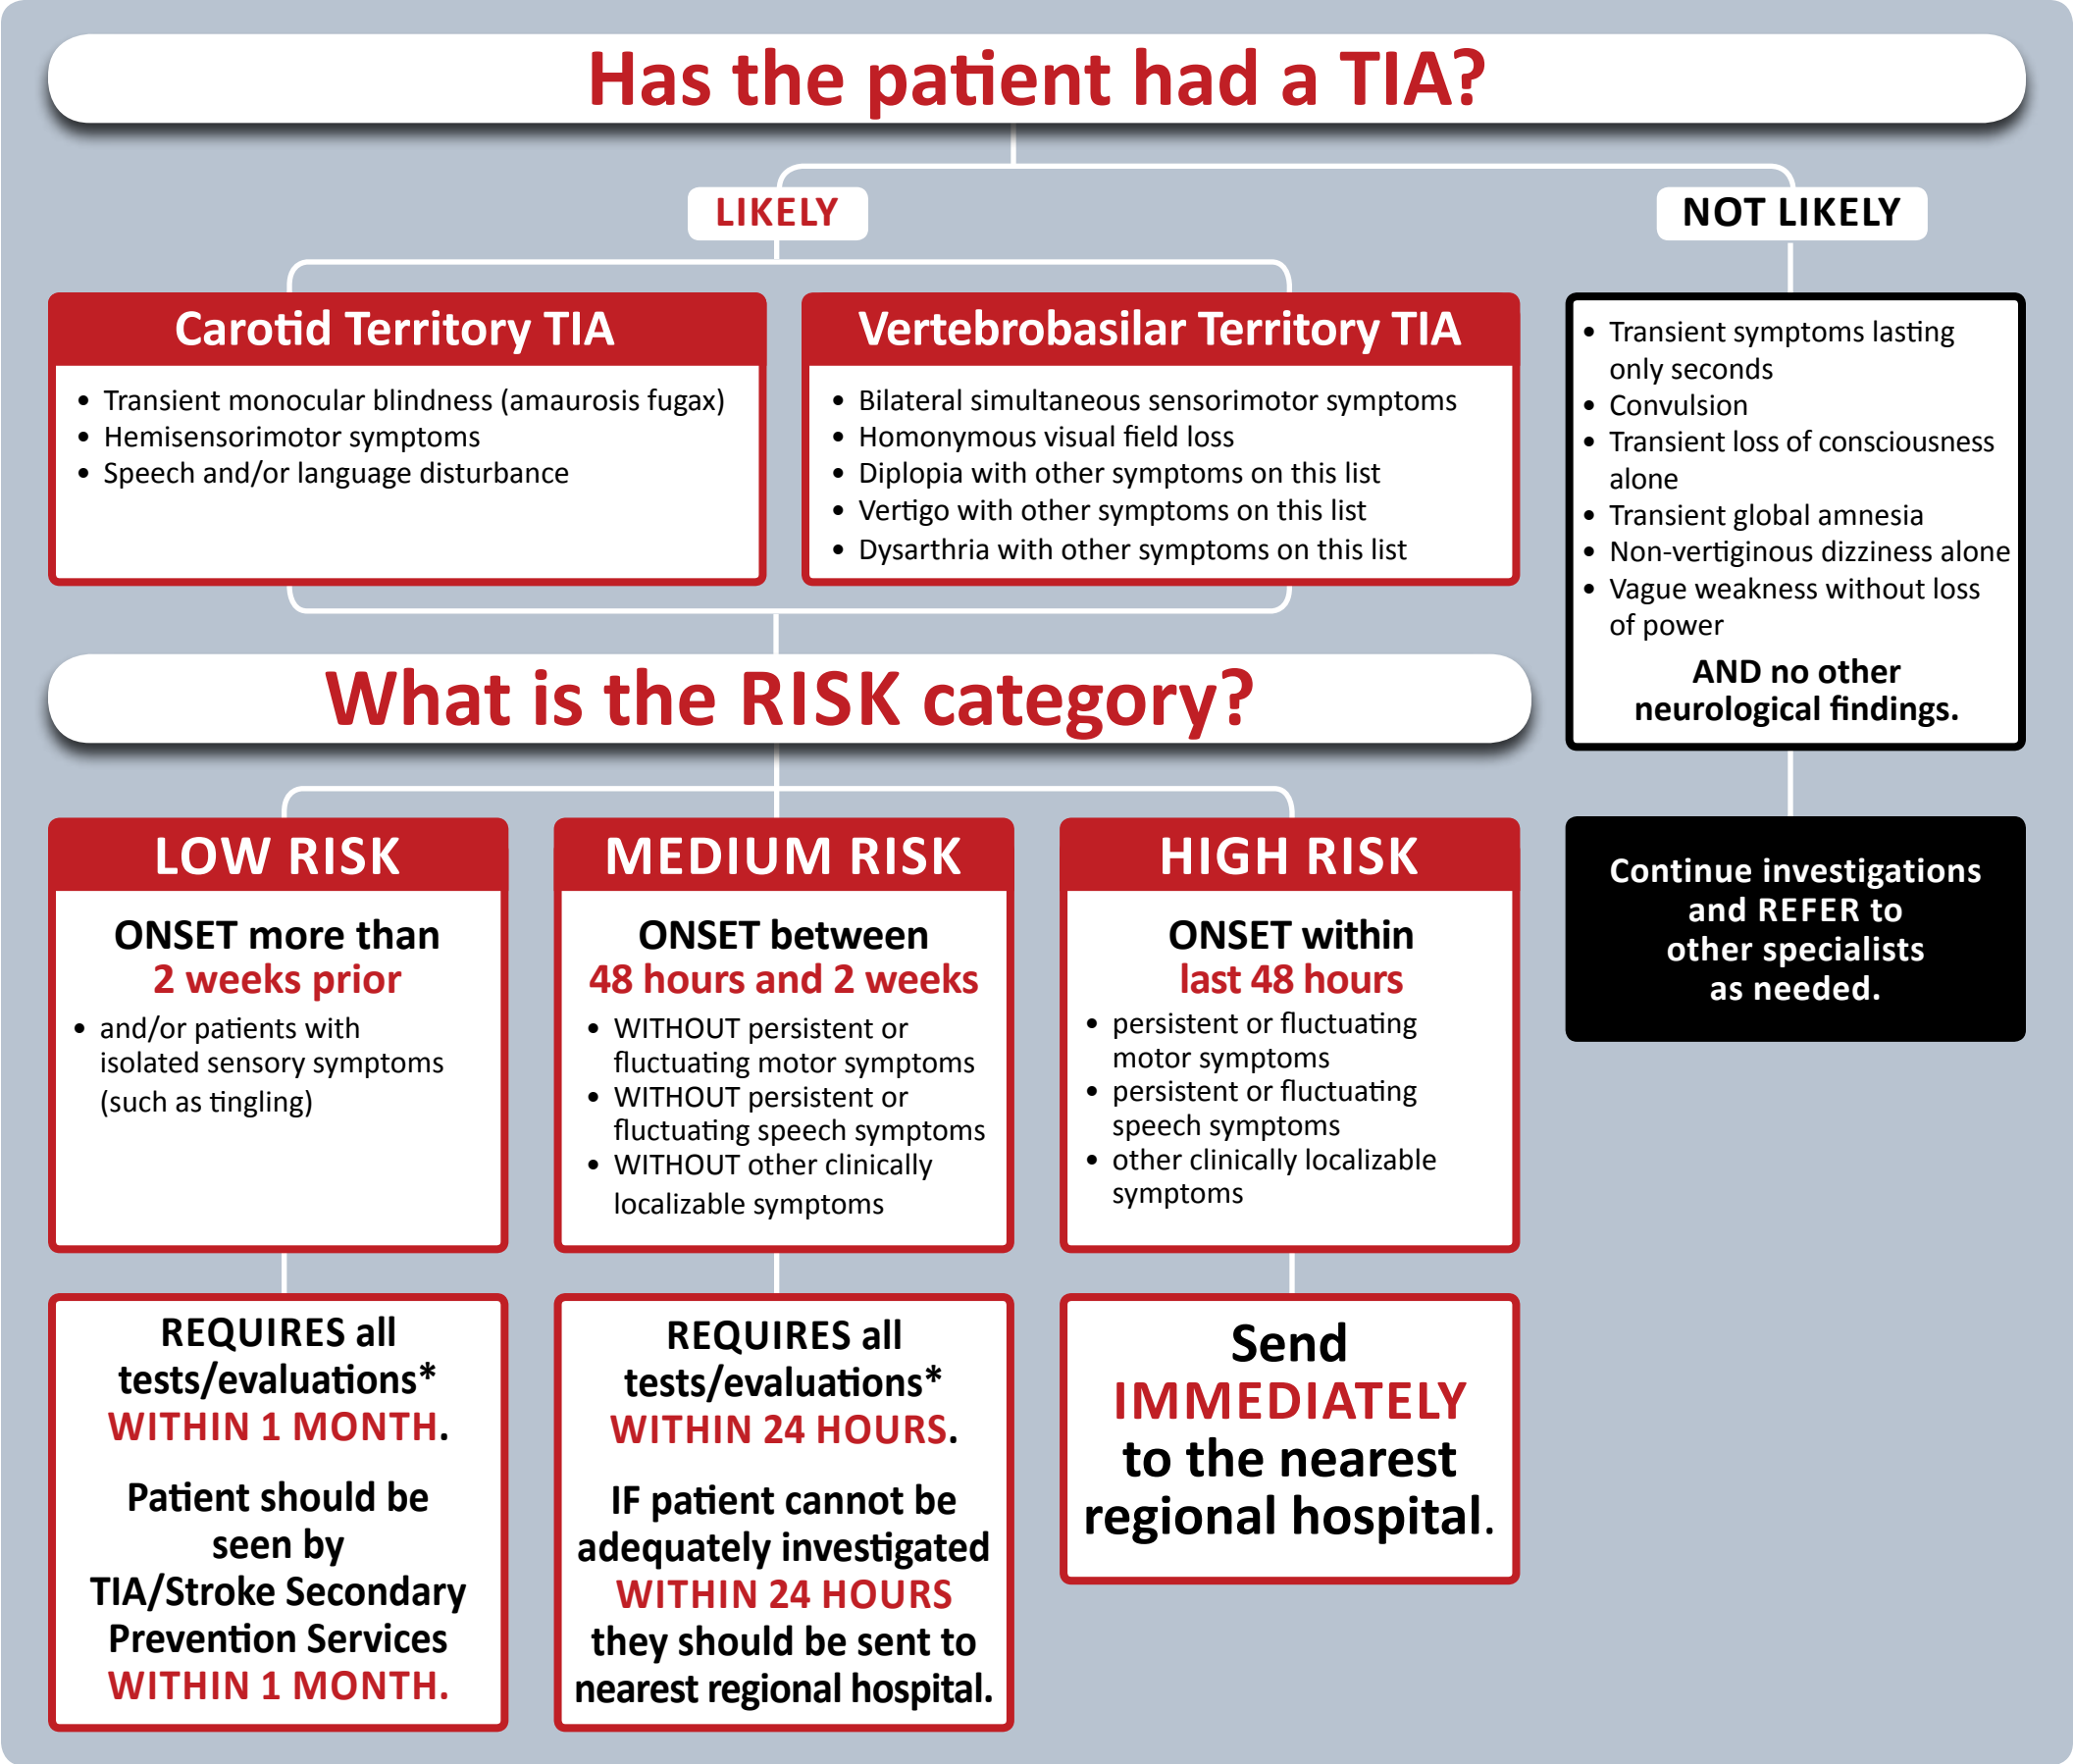 Has the patient had a TIA?
LIKELY
NOT LIKELY
Carotid Territory TIA
• Transient monocular blindness (amaurosis fugax)
• Hemisensorimotor symptoms
• Speech and/or language disturbance
Vertebrobasilar Territory TIA
• Bilateral simultaneous sensorimotor symptoms
• Homonymous visual field loss
• Diplopia with other symptoms on this list
• Vertigo with other symptoms on this list
• Dysarthria with other symptoms on this list
• Transient symptoms lasting
only seconds
• Convulsion
• Transient loss of consciousness
alone
• Transient global amnesia
• Non-vertiginous dizziness alone
• Vague weakness without loss
of power
AND no other
neurological findings.
What is the RISK category?
LOW RISK
ONSET more than
2 weeks prior
• and/or patients with
isolated sensory symptoms
(such as tingling)
MEDIUM RISK
ONSET between
48 hours and 2 weeks
• WITHOUT persistent or
fluctuating motor symptoms
• WITHOUT persistent or
fluctuating speech symptoms
• WITHOUT other clinically
localizable symptoms
HIGH RISK
ONSET within
last 48 hours
• persistent or fluctuating
motor symptoms
• persistent or fluctuating
speech symptoms
• other clinically localizable
symptoms
Continue investigations
and REFER to
other specialists
as needed.
REQUIRES all
tests/evaluations*
WITHIN 1 MONTH.
Patient should be
seen by
TIA/Stroke Secondary
Prevention Services
WITHIN 1 MONTH.
REQUIRES all
tests/evaluations*
WITHIN 24 HOURS.
IF patient cannot be
adequately investigated
WITHIN 24 HOURS
they should be sent to
nearest regional hospital.
Send
IMMEDIATELY
to the nearest
regional hospital.